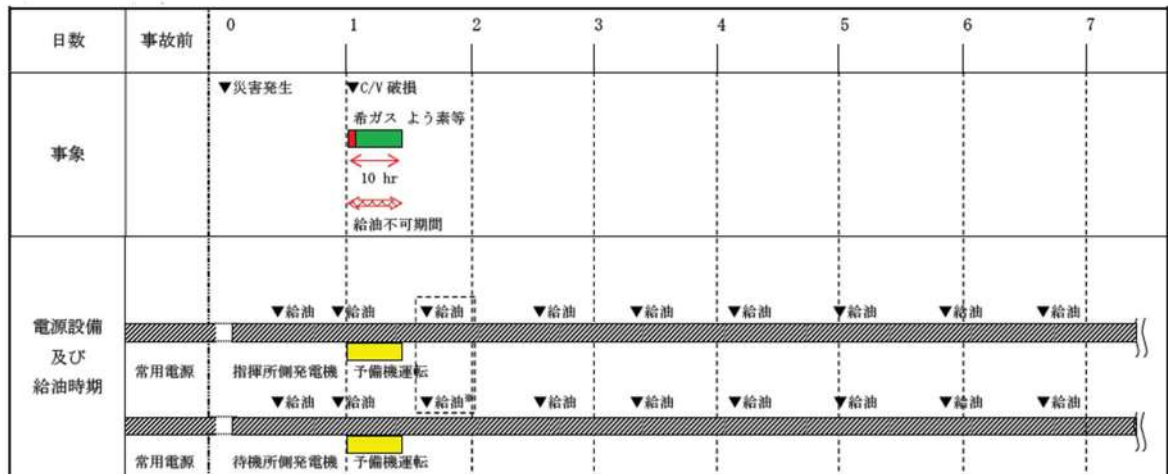 日数 事故前 0 1 2 3 4 5 6 7
▼災害発生 ▼C/V 破損
希ガス よう素等
事象
10 hr
給油不可期間
▼給油 ▼給油 ▼給油 ▼給油 ▼給油 ▼給油 ▼給油 ▼給油 ▼給油
電源設備
及び
給油時期
常用電源 指揮所側発電機 予備機運転
▼給油 ▼給油 ▼給油※ ▼給油 ▼給油 ▼給油 ▼給油 ▼給油 ▼給油
常用電源 待機所側発電機 予備機運転